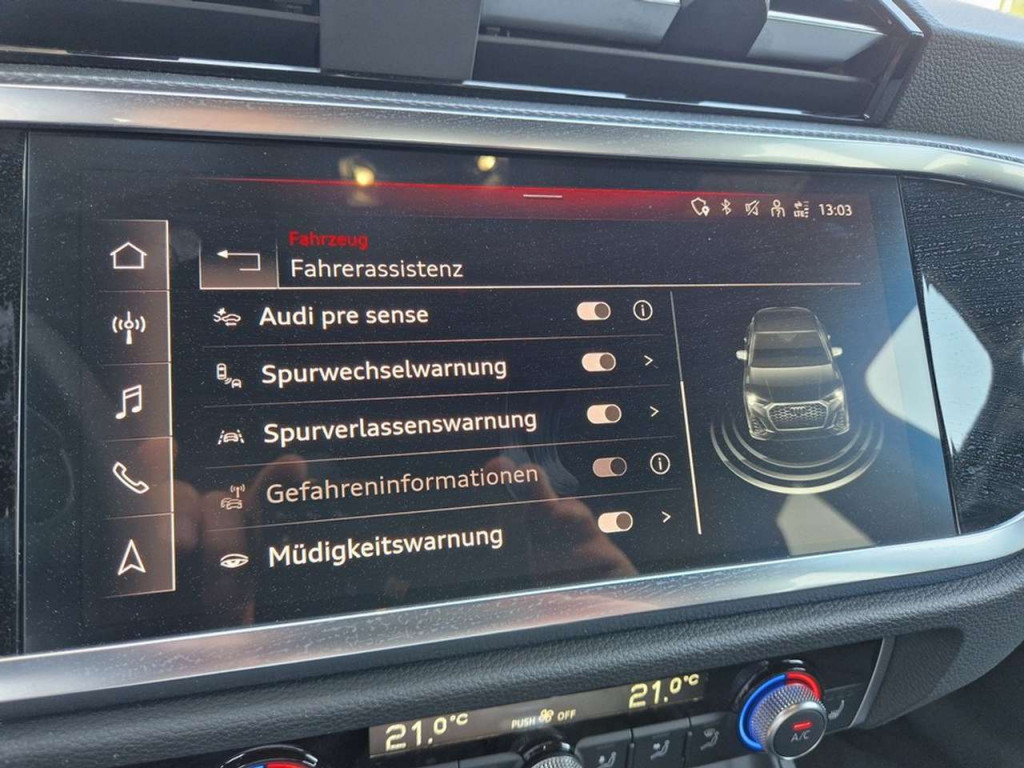 13:03
Fahrzeug
Fahrerassistenz
Audi pre sense
Spurwechselwarnung
Spurverlassenswarnung
Gefahreninformationen
Müdigkeitswarnung
21.0°C
PUSH OFF
21.0°C
A/C